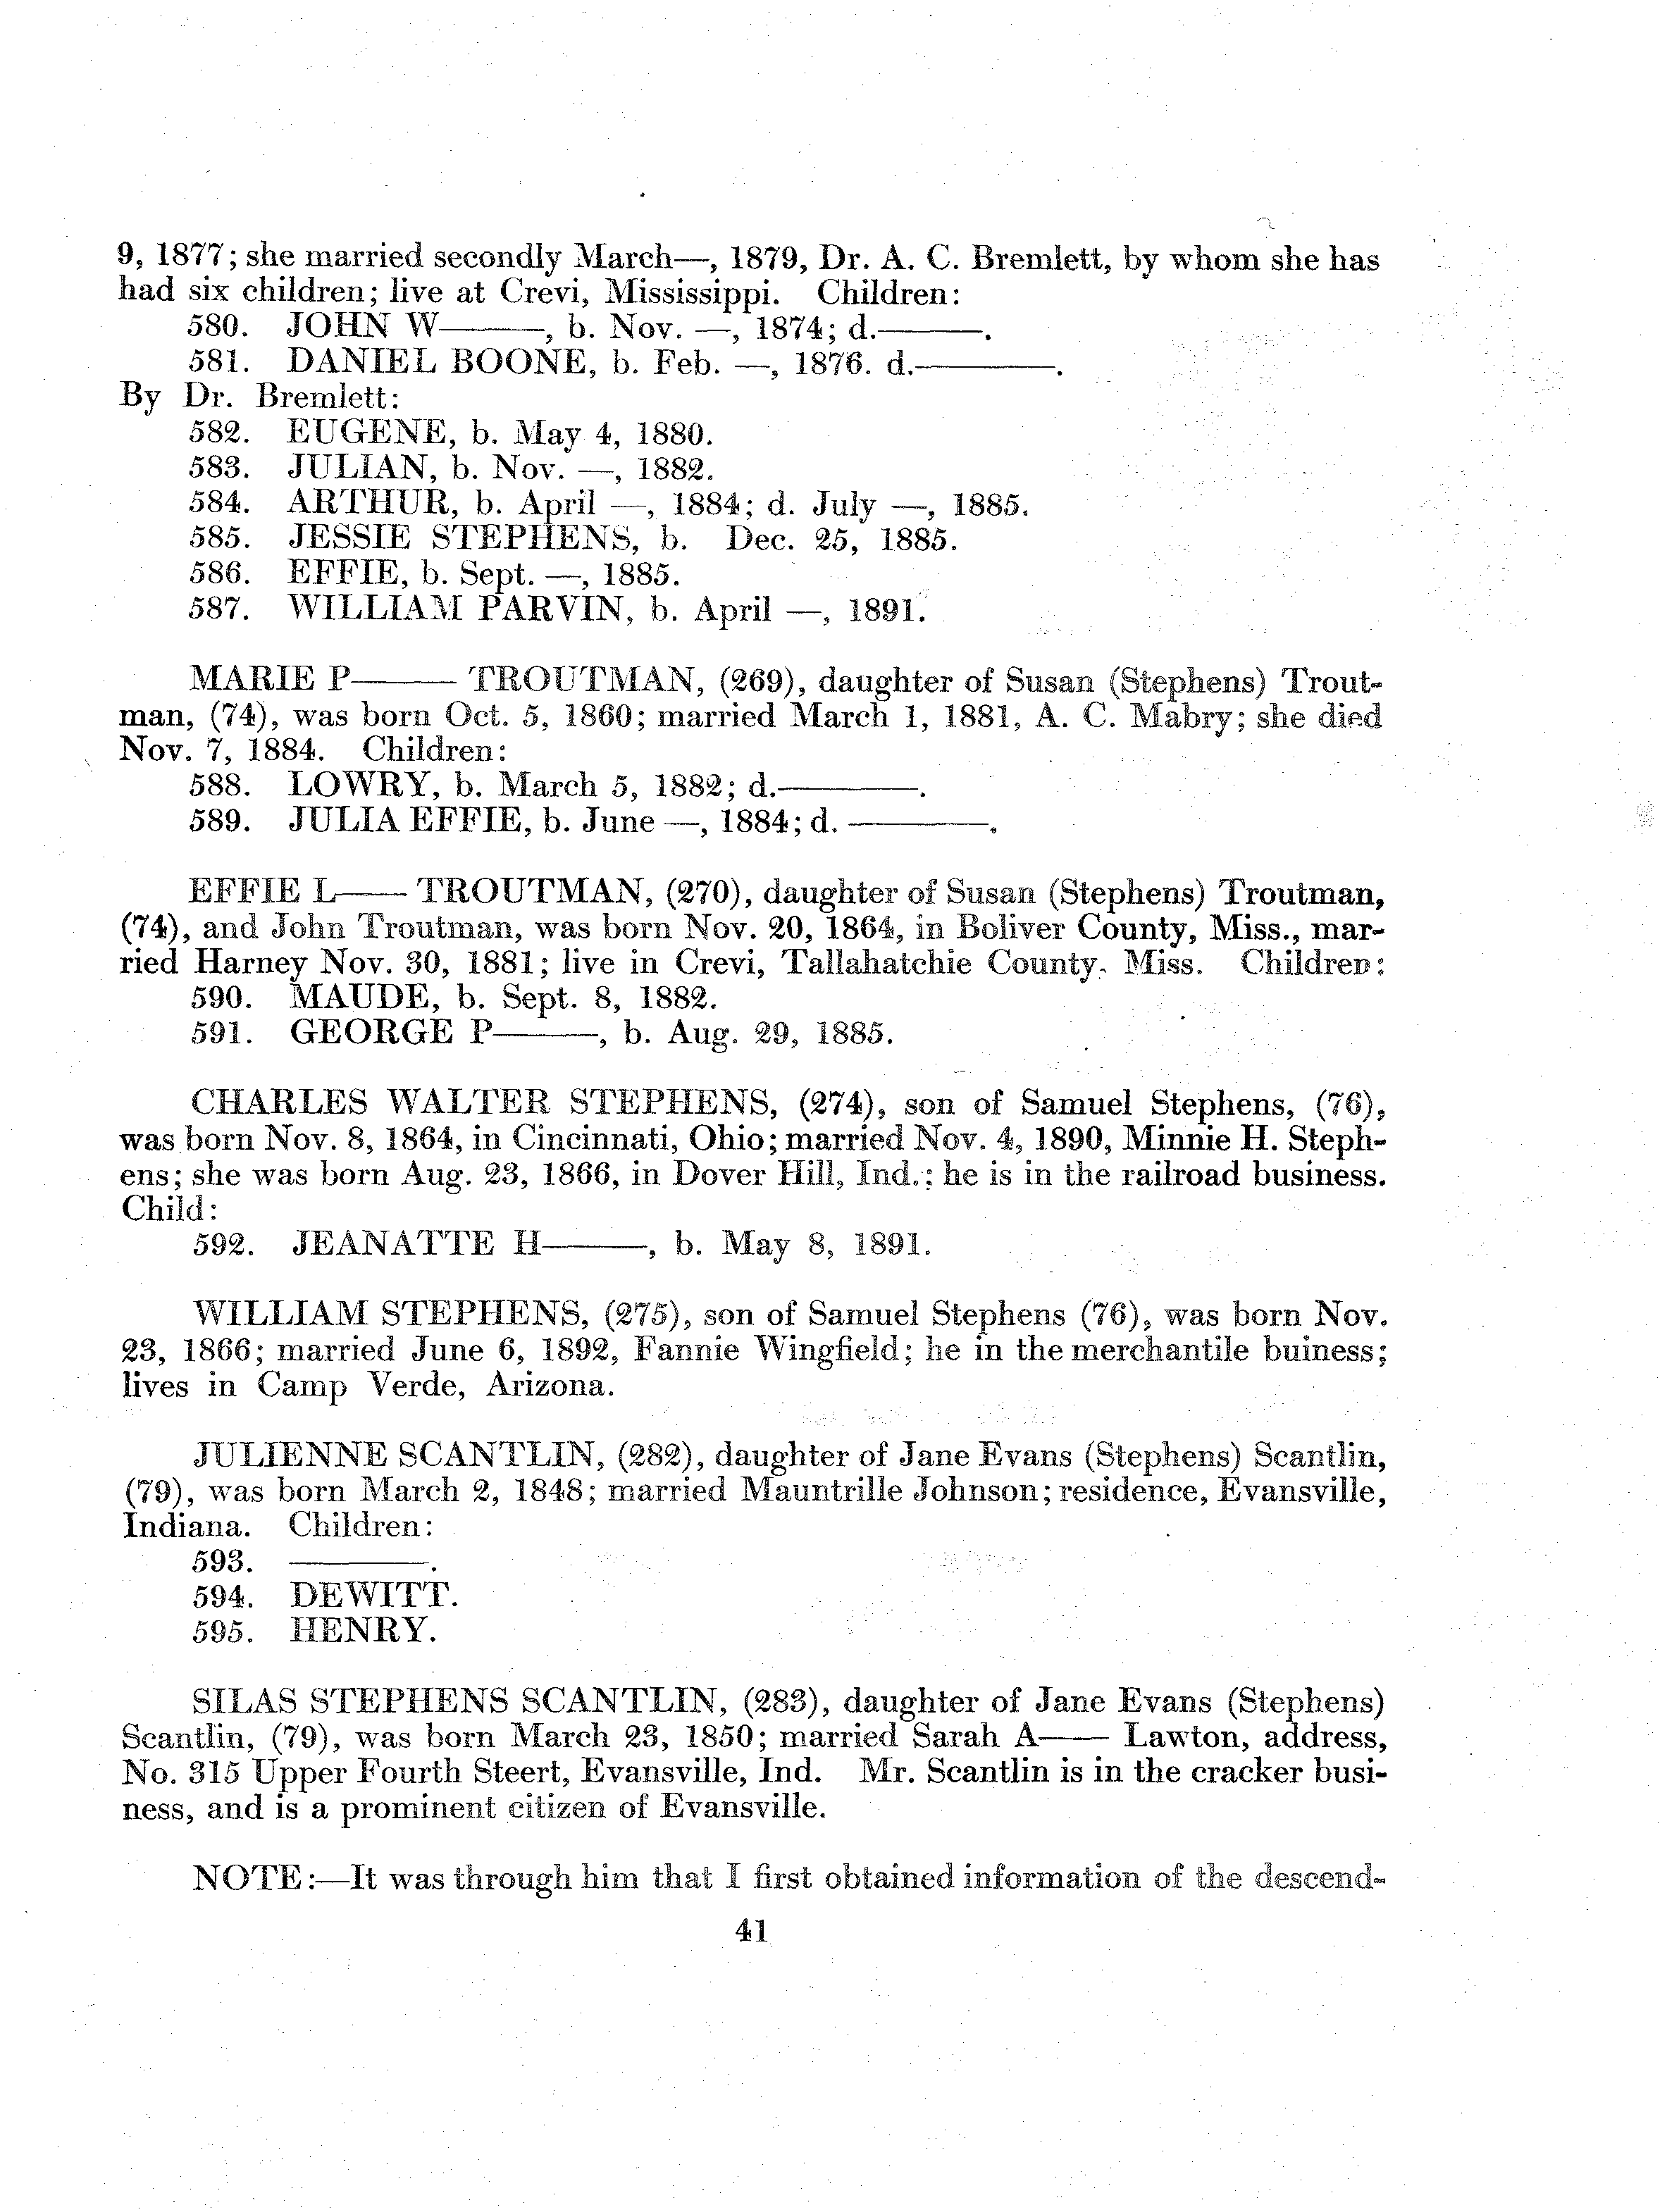 9, 1877; she married secondly March—, 1879, Dr. A. C. Bremlett, by whom she has
had six children; live at Crevi, Mississippi. Children:
580. JOHN W———, b. Nov. —, 1874; d.———.
581. DANIEL BOONE, b. Feb. —, 1876. d.————.
By Dr. Bremlett:
582. EUGENE, b. May 4, 1880.
583. JULIAN, b. Nov. —, 1882.
584. ARTHUR, b. April —, 1884; d. July —, 1885.
585. JESSIE STEPHENS, b. Dec. 25, 1885.
586. EFFIE, b. Sept. —, 1885.
587. WILLIAM PARVIN, b. April —, 1891.
MARIE P——— TROUTMAN, (269), daughter of Susan (Stephens) Trout-
man, (74), was born Oct. 5, 1860; married March 1, 1881, A. C. Mabry; she died
Nov. 7, 1884. Children:
588. LOWRY, b. March 5, 1882; d.————.
589. JULIA EFFIE, b. June —, 1884; d. ————.
EFFIE L—— TROUTMAN, (270), daughter of Susan (Stephens) Troutman,
(74), and John Troutman, was born Nov. 20, 1864, in Boliver County, Miss., mar-
ried Harney Nov. 30, 1881; live in Crevi, Tallahatchie County, Miss. Children:
590. MAUDE, b. Sept. 8, 1882.
591. GEORGE P———, b. Aug. 29, 1885.
CHARLES WALTER STEPHENS, (274), son of Samuel Stephens, (76),
was born Nov. 8, 1864, in Cincinnati, Ohio; married Nov. 4, 1890, Minnie H. Steph-
ens; she was born Aug. 23, 1866, in Dover Hill, Ind.; he is in the railroad business.
Child:
592. JEANATTE H———, b. May 8, 1891.
WILLIAM STEPHENS, (275), son of Samuel Stephens (76), was born Nov.
23, 1866; married June 6, 1892, Fannie Wingfield; he in the merchantile buiness;
lives in Camp Verde, Arizona.
JULIENNE SCANTLIN, (282), daughter of Jane Evans (Stephens) Scantlin,
(79), was born March 2, 1848; married Mauntrille Johnson; residence, Evansville,
Indiana. Children:
593. ————.
594. DEWITT.
595. HENRY.
SILAS STEPHENS SCANTLIN, (283), daughter of Jane Evans (Stephens)
Scantlin, (79), was born March 23, 1850; married Sarah A—— Lawton, address,
No. 315 Upper Fourth Steert, Evansville, Ind. Mr. Scantlin is in the cracker busi-
ness, and is a prominent citizen of Evansville.
NOTE:—It was through him that I first obtained information of the descend-
41